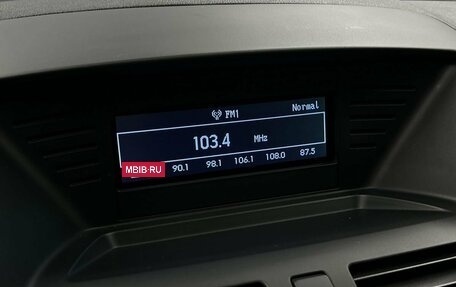 FM1 Normal
103.4 MHz
MBIB-RU 90.1 98.1 106.1 108.0 87.5